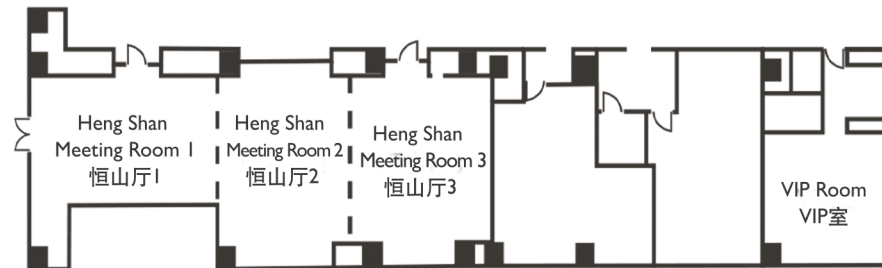 Heng Shan
Meeting Room 1
恒山厅1
Heng Shan
Meeting Room 2
恒山厅2
Heng Shan
Meeting Room 3
恒山厅3
VIP Room
VIP室